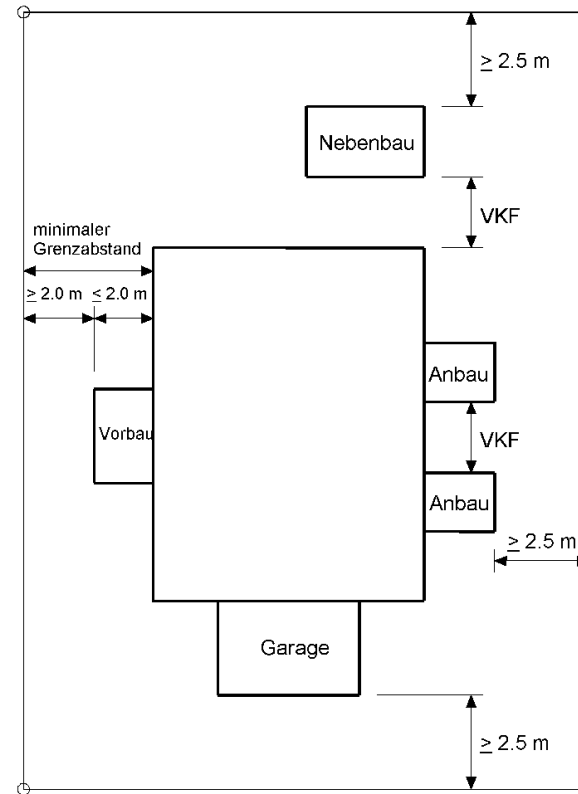 ≥ 2.5 m
Nebenbau
VKF
minimaler
Grenzabstand
≥ 2.0 m ≤ 2.0 m
Anbau
Vorbau
VKF
Anbau
≥ 2.5 m
Garage
≥ 2.5 m